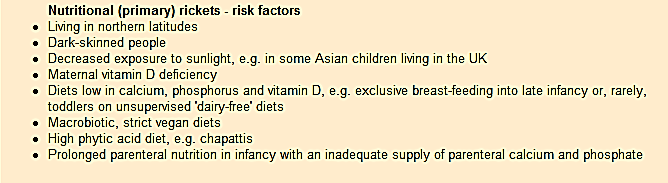 Nutritional (primary) rickets - risk factors
• Living in northern latitudes
• Dark-skinned people
• Decreased exposure to sunlight, e.g. in some Asian children living in the UK
• Maternal vitamin D deficiency
• Diets low in calcium, phosphorus and vitamin D, e.g. exclusive breast-feeding into late infancy or, rarely,
toddlers on unsupervised 'dairy-free' diets
• Macrobiotic, strict vegan diets
• High phytic acid diet, e.g. chapattis
• Prolonged parenteral nutrition in infancy with an inadequate supply of parenteral calcium and phosphate